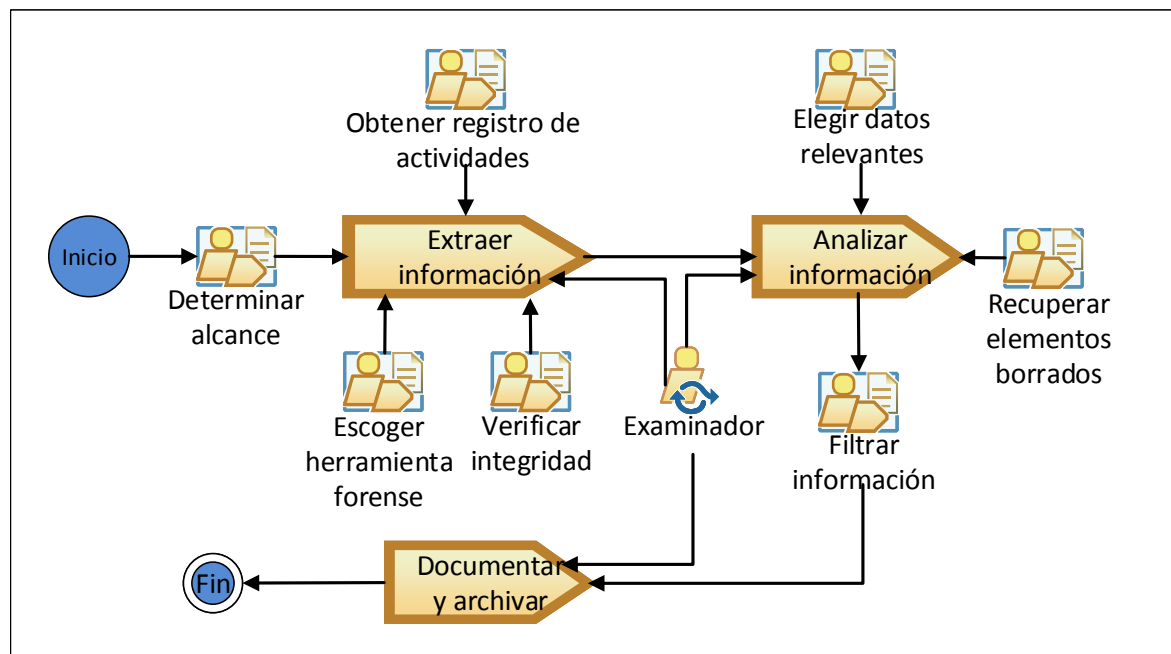 Obtener registro de
actividades
Elegir datos
relevantes
Inicio
Determinar
alcance
Extraer
información
Analizar
información
Recuperar
elementos
borrados
Escoger
herramienta
forense
Verificar
integridad
Examinador
Filtrar
información
Fin
Documentar
y archivar